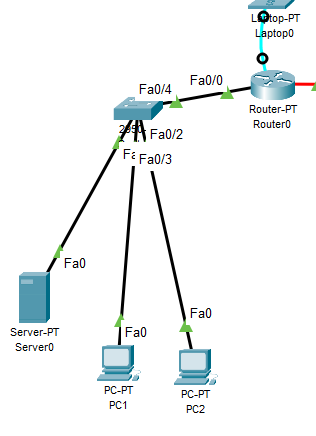 Laptop-PT
Laptop0
Fa0/4
Fa0/0
Router-PT
Router0
Fa0/2
Fa0/3
Fa0
Server-PT
Server0
Fa0
PC-PT
PC1
Fa0
PC-PT
PC2